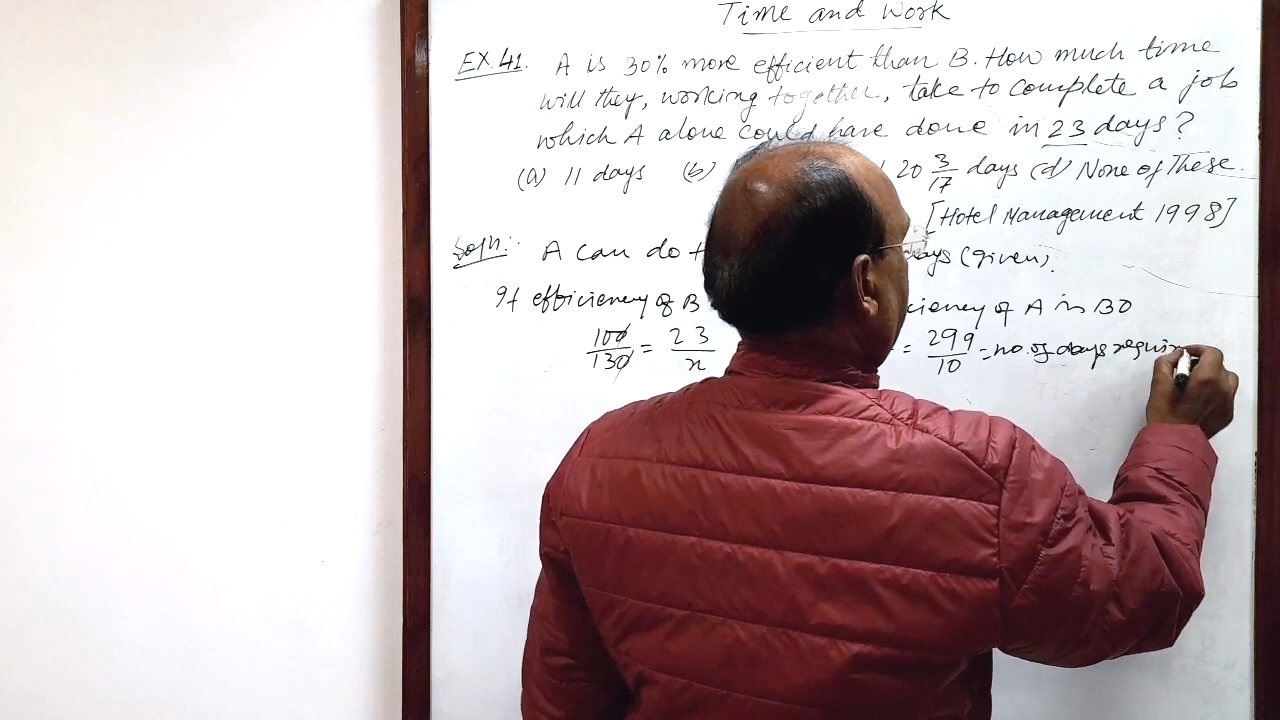 Time and Work
EX.41. A is 30% more efficient than B. How much time
will they, working together, take to complete a job
which A alone could have done in 23 days?
(a) 11 days (b) 20 3/17 days (d) None of These.
[Hotel Management 1998]
Soln: A can do days (given).
If efficiency of B ciency of A is 130
100/130 = 23/x = 299/10 = no. of days requir